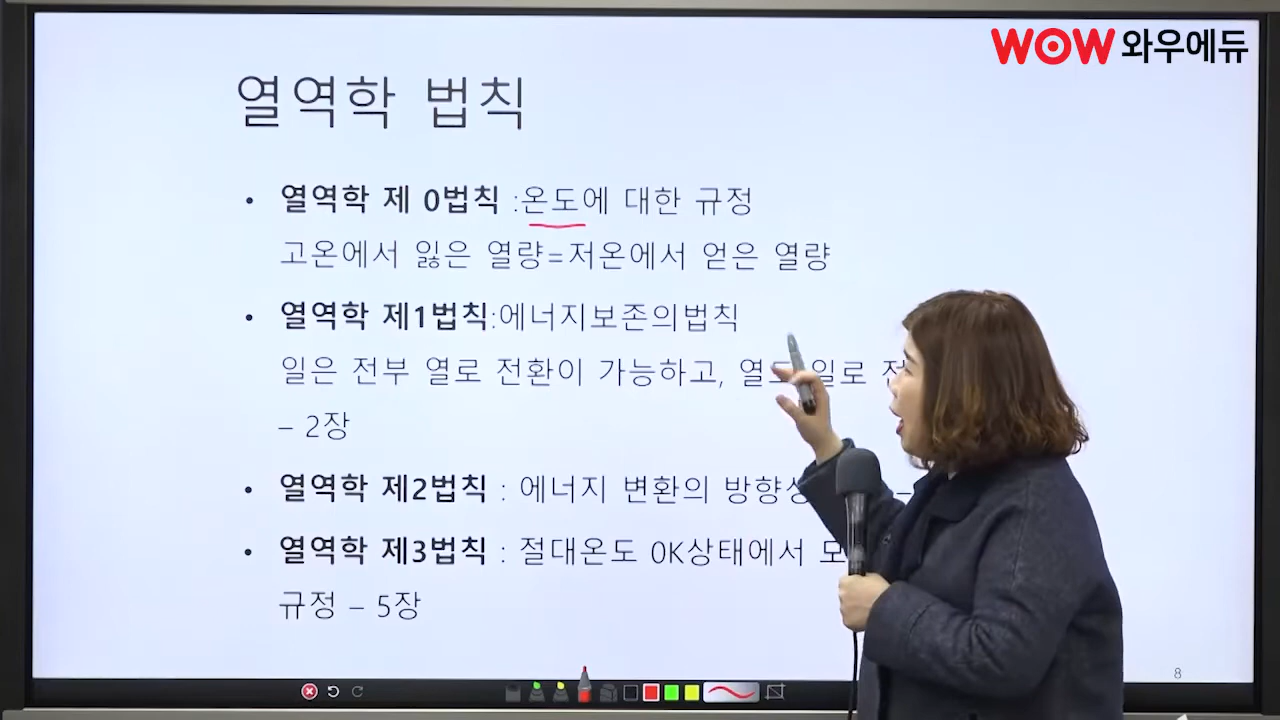 WOW 와우에듀
열역학 법칙
• 열역학 제 0법칙 :온도에 대한 규정
고온에서 잃은 열량=저온에서 얻은 열량
• 열역학 제1법칙:에너지보존의법칙
일은 전부 열로 전환이 가능하고, 열도 일로
– 2장
• 열역학 제2법칙 : 에너지 변환의
• 열역학 제3법칙 : 절대온도 0K상태에서
규정 – 5장
8